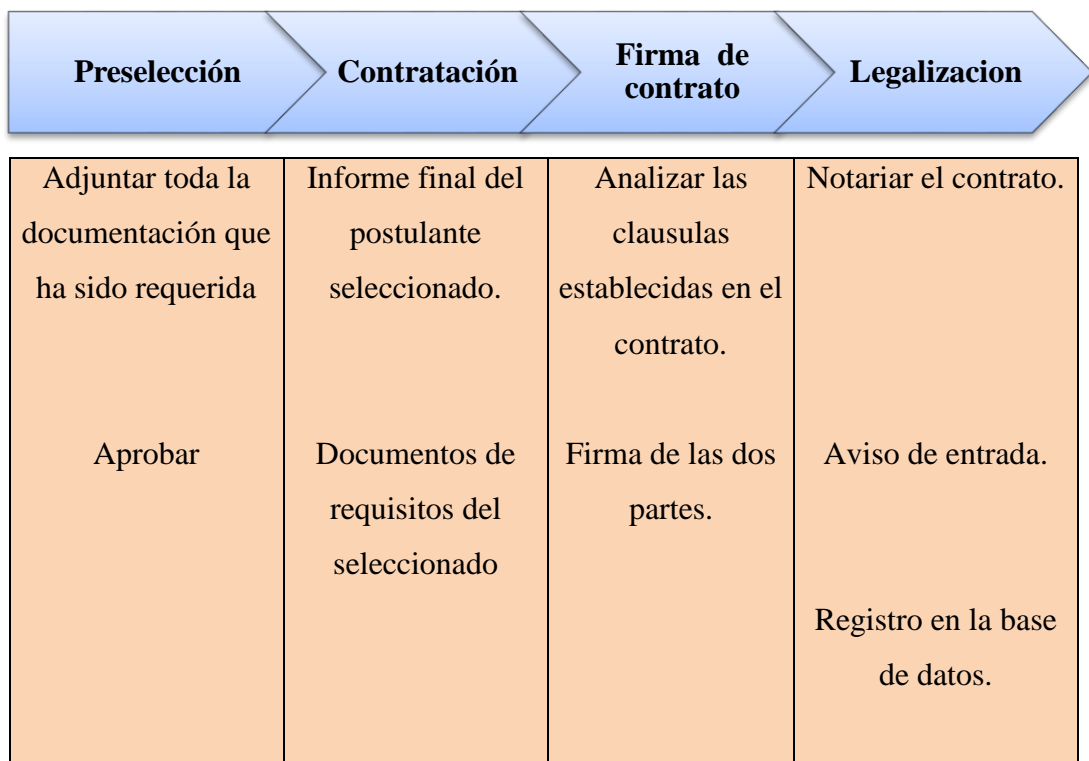 Preselección
Contratación
Firma de
contrato
Legalizacion
Adjuntar toda la
documentación que
ha sido requerida
Aprobar
Informe final del
postulante
seleccionado.
Documentos de
requisitos del
seleccionado
Analizar las
clausulas
establecidas en el
contrato.
Firma de las dos
partes.
Notariar el contrato.
Aviso de entrada.
Registro en la base
de datos.